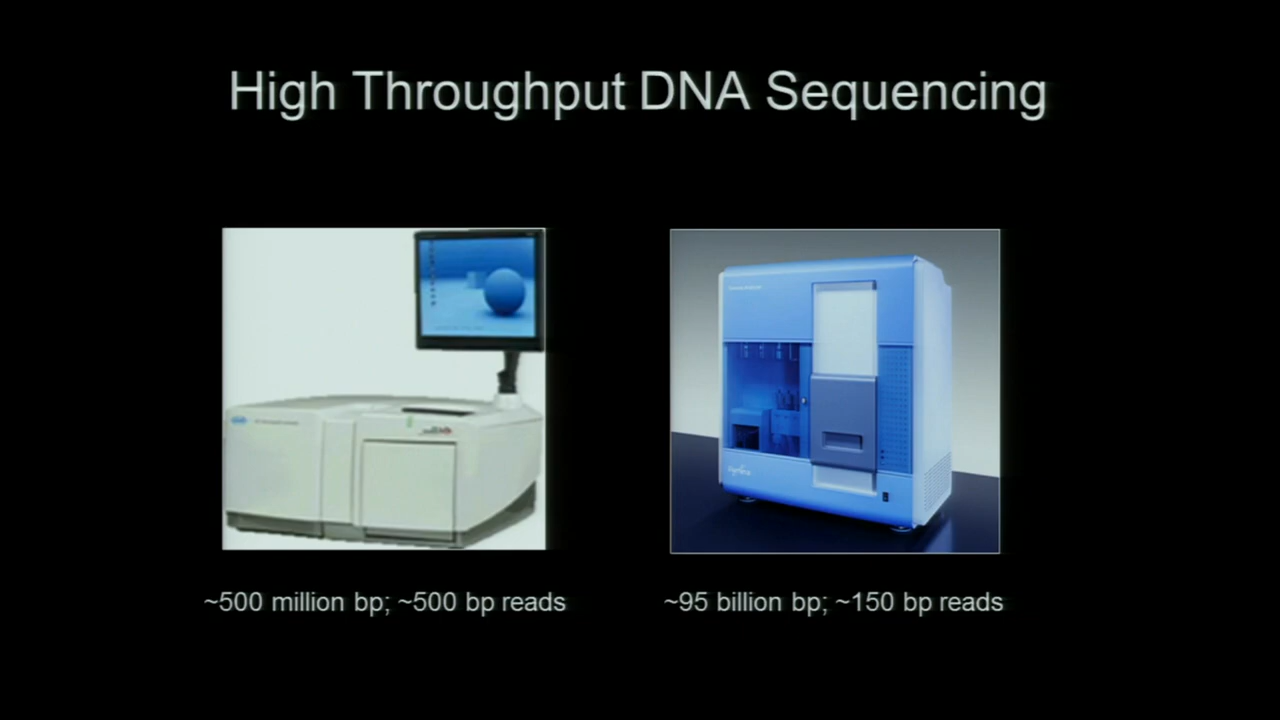 High Throughput DNA Sequencing
~500 million bp; ~500 bp reads
~95 billion bp; ~150 bp reads